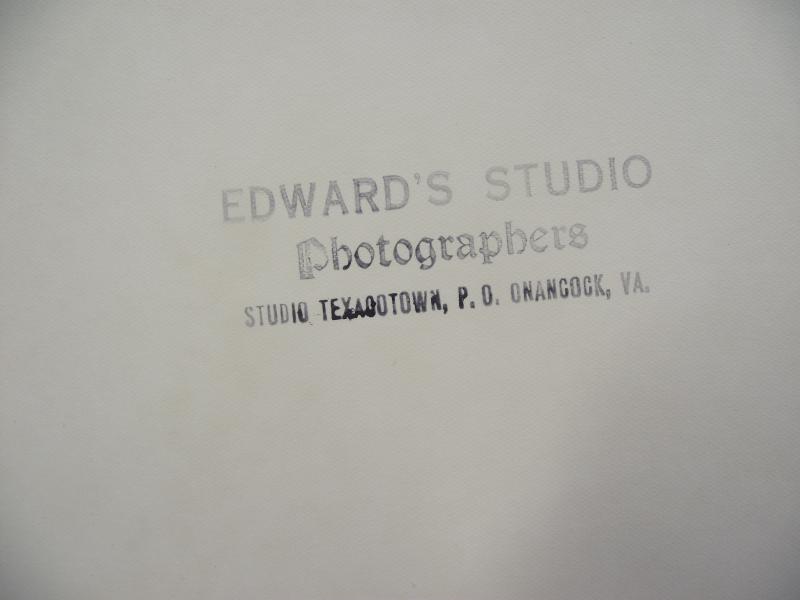 EDWARD'S STUDIO
Photographers
STUDIO TEXACOTOWN, P. O. ONANCOCK, VA.